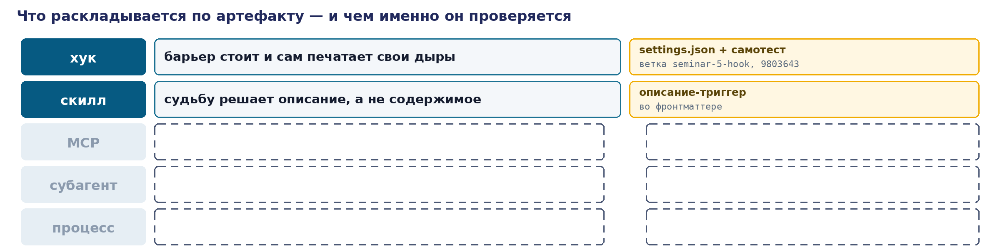 Что раскладывается по артефакту — и чем именно он проверяется
хук
барьер стоит и сам печатает свои дыры
settings.json + самотест
ветка seminar-5-hook, 9803643
скилл
судьбу решает описание, а не содержимое
описание-триггер
во фронтматтере
MCP
субагент
процесс